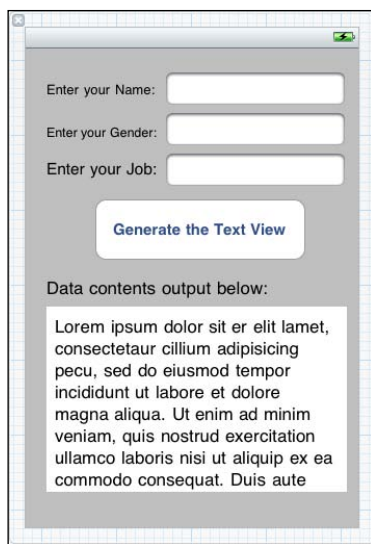 Enter your Name:
Enter your Gender:
Enter your Job:
Generate the Text View
Data contents output below:
Lorem ipsum dolor sit er elit lamet,
consectetaur cillium adipisicing
pecu, sed do eiusmod tempor
incididunt ut labore et dolore
magna aliqua. Ut enim ad minim
veniam, quis nostrud exercitation
ullamco laboris nisi ut aliquip ex ea
commodo consequat. Duis aute